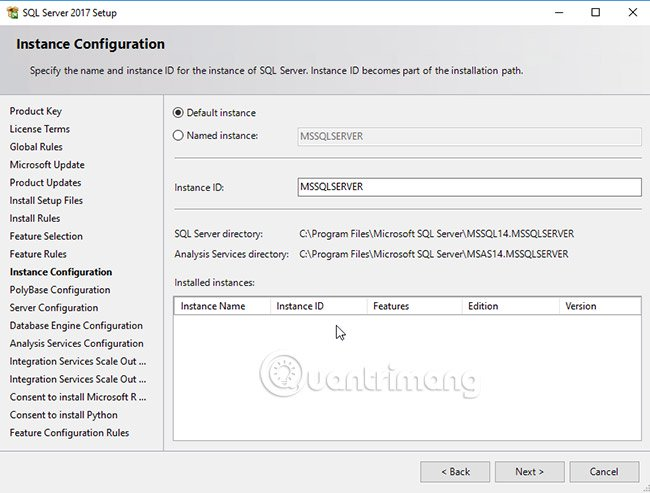 SQL Server 2017 Setup
Instance Configuration
Specify the name and instance ID for the instance of SQL Server. Instance ID becomes part of the installation path.
Product Key
License Terms
Global Rules
Microsoft Update
Product Updates
Install Setup Files
Install Rules
Feature Selection
Feature Rules
Instance Configuration
PolyBase Configuration
Server Configuration
Database Engine Configuration
Analysis Services Configuration
Integration Services Scale Out ...
Integration Services Scale Out ...
Consent to install Microsoft R ...
Consent to install Python
Feature Configuration Rules
Default instance
Named instance: MSSQLSERVER
Instance ID: MSSQLSERVER
SQL Server directory: C:\Program Files\Microsoft SQL Server\MSSQL14.MSSQLSERVER
Analysis Services directory: C:\Program Files\Microsoft SQL Server\MSAS14.MSSQLSERVER
Installed instances:
Instance Name Instance ID Features Edition Version
Quantrimang
< Back Next > Cancel